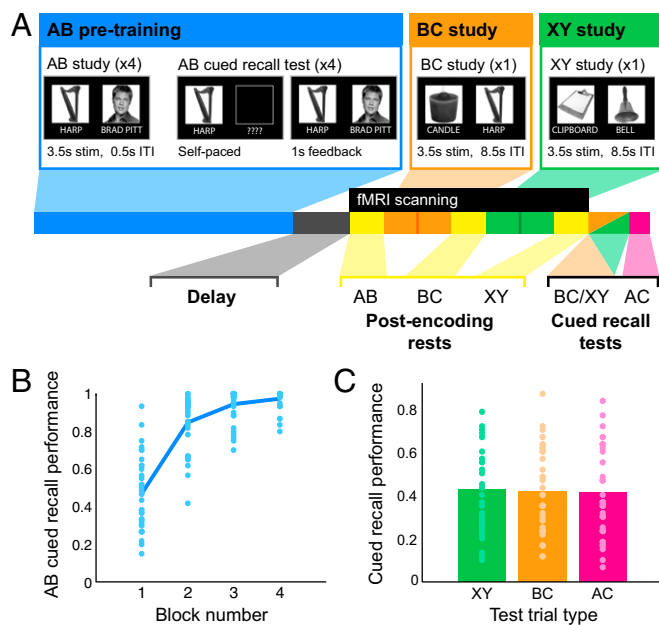 A
AB pre-training
BC study
XY study
AB study (x4)
AB cued recall test (x4)
BC study (x1)
XY study (x1)
HARP
BRAD PITT
HARP
????
HARP
BRAD PITT
CANDLE
HARP
CLIPBOARD
BELL
3.5s stim, 0.5s ITI
Self-paced
1s feedback
3.5s stim, 8.5s ITI
3.5s stim, 8.5s ITI
fMRI scanning
Delay
AB
BC
XY
Post-encoding
rests
BC/XY
AC
Cued recall
tests
B
AB cued recall performance
1
0.8
0.6
0.4
0.2
0
1
2
3
4
Block number
C
Cued recall performance
0.8
0.6
0.4
0.2
0
XY
BC
AC
Test trial type